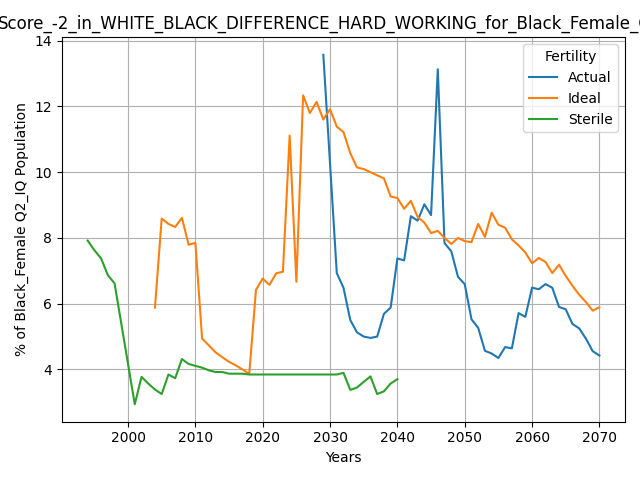 Score_-2_in_WHITE_BLACK_DIFFERENCE_HARD_WORKING_for_Black_Female_
Fertility
Actual
Ideal
Sterile
% of Black_Female Q2_IQ Population
14
12
10
8
6
4
2000
2010
2020
2030
2040
2050
2060
2070
Years